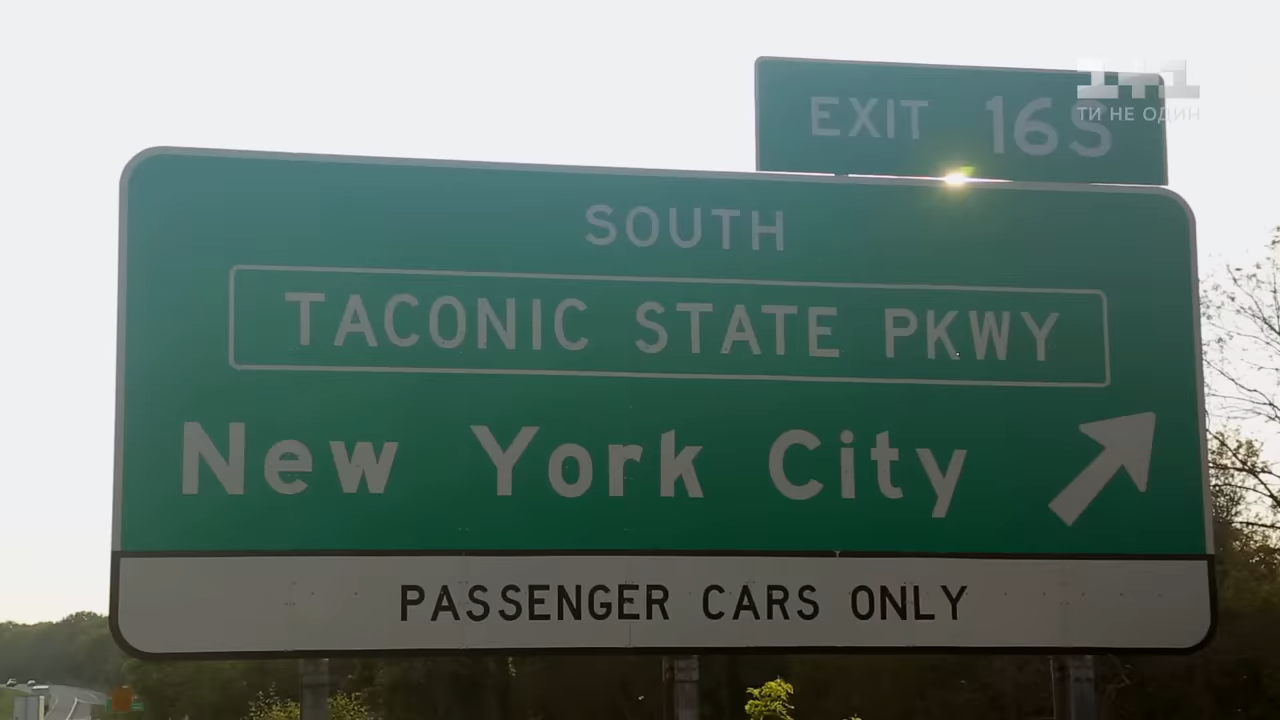 EXIT 16S
1+1
ТИ НЕ ОДИН
SOUTH
TACONIC STATE PKWY
New York City
PASSENGER CARS ONLY